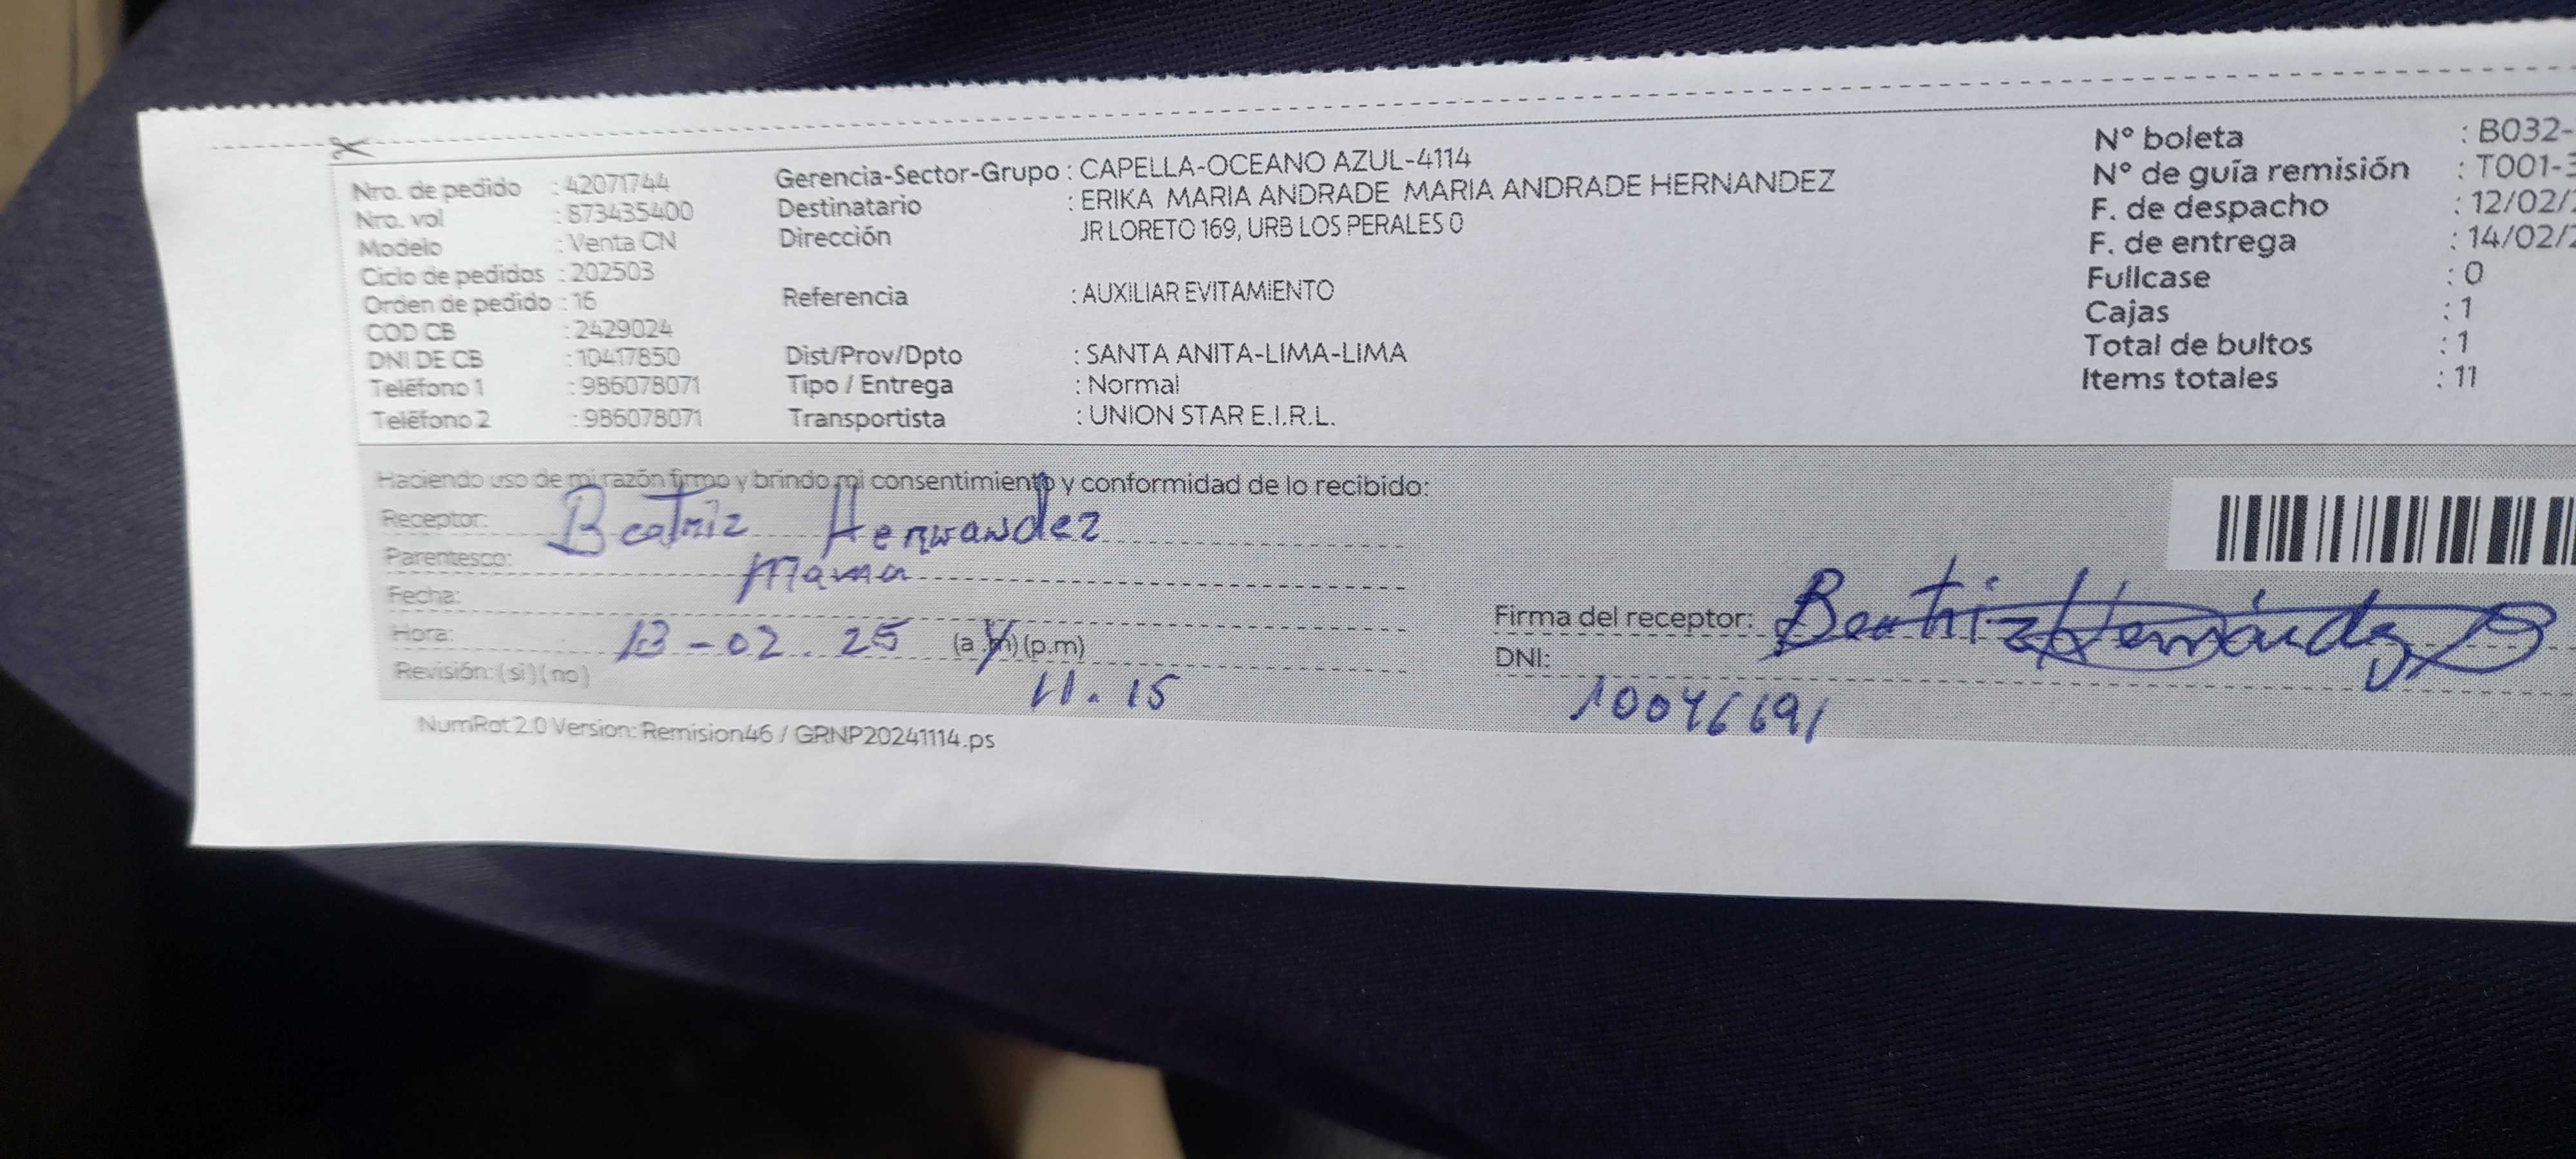 Nro. de pedido : 42071744
Nro. vol : 873435400
Modelo : Venta CN
Ciclo de pedidos : 202503
Orden de pedido : 16
COD CB : 2429024
DNI DE CB : 10417850
Teléfono 1 : 986078071
Teléfono 2 : 986078071
Gerencia-Sector-Grupo : CAPELLA-OCEANO AZUL-4114
Destinatario : ERIKA MARIA ANDRADE MARIA ANDRADE HERNANDEZ
Dirección JR LORETO 169, URB LOS PERALES 0
Referencia : AUXILIAR EVITAMIENTO
Dist/Prov/Dpto : SANTA ANITA-LIMA-LIMA
Tipo / Entrega : Normal
Transportista : UNION STAR E.I.R.L.
N° boleta : B032-
N° de guía remisión : T001-3
F. de despacho : 12/02/
F. de entrega : 14/02/2
Fullcase : 0
Cajas : 1
Total de bultos : 1
Items totales : 11
Haciendo uso de mi razón firmo y brindo mi consentimiento y conformidad de lo recibido:
Receptor: Beatriz Hernandez
Parentesco: Mama
Fecha:
Hora: 13-02.25 (a.m)(p.m)
Revisión: (si)(no) 11.15
Firma del receptor: Beatriz Hernández
DNI: 10046691
NumRot 2.0 Version: Remision46 / GRNP20241114.ps